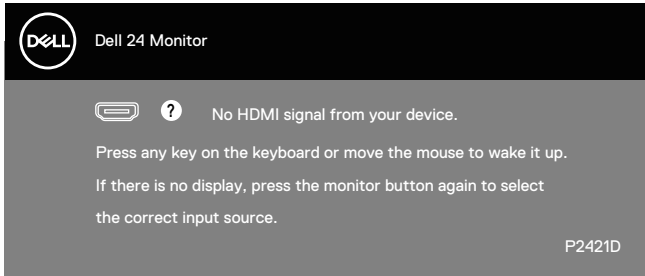 DELL
Dell 24 Monitor
? No HDMI signal from your device.
Press any key on the keyboard or move the mouse to wake it up.
If there is no display, press the monitor button again to select
the correct input source.
P2421D